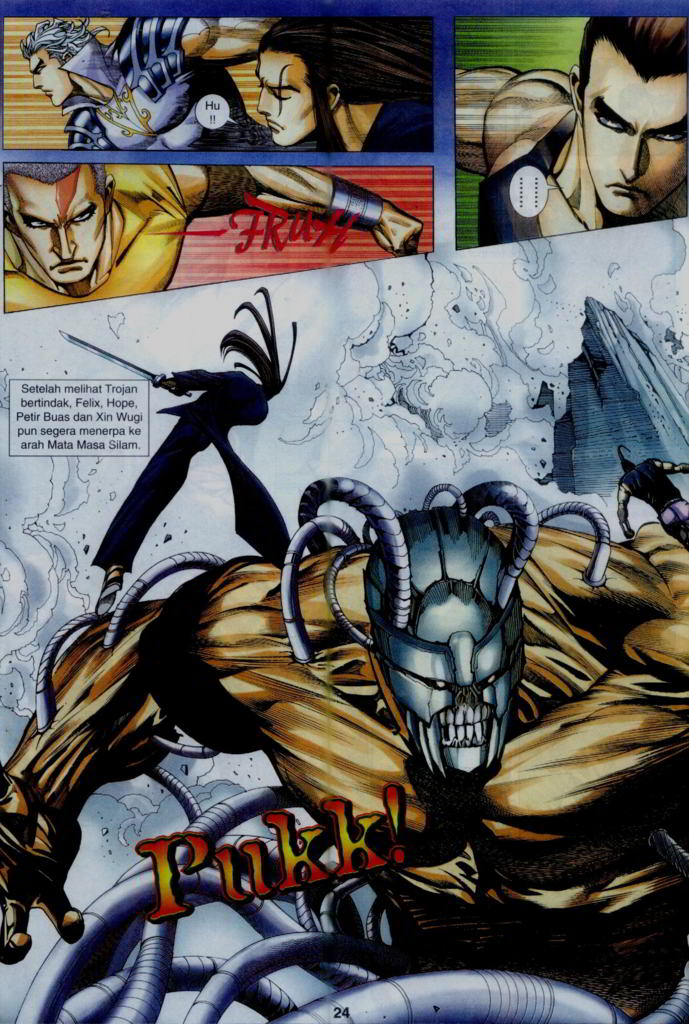 Hu
!!
......
FRUH
Setelah melihat Trojan
bertindak, Felix, Hope,
Petir Buas dan Xin Wugi
pun segera menerpa ke
arah Mata Masa Silam.
Pukk!
24